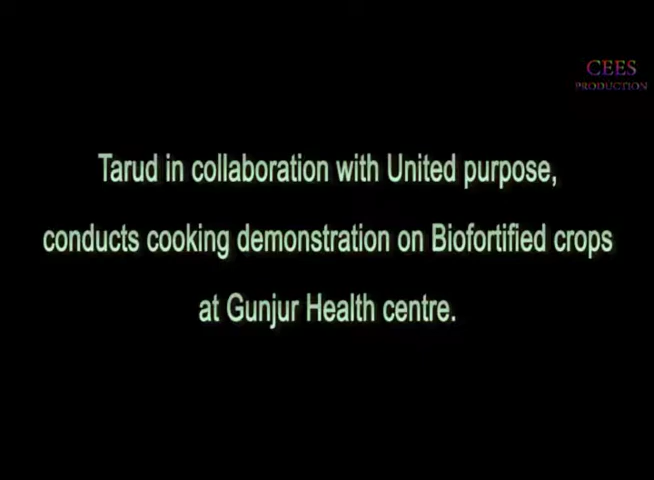 CEES
PRODUCTION
Tarud in collaboration with United purpose,
conducts cooking demonstration on Biofortified crops
at Gunjur Health centre.